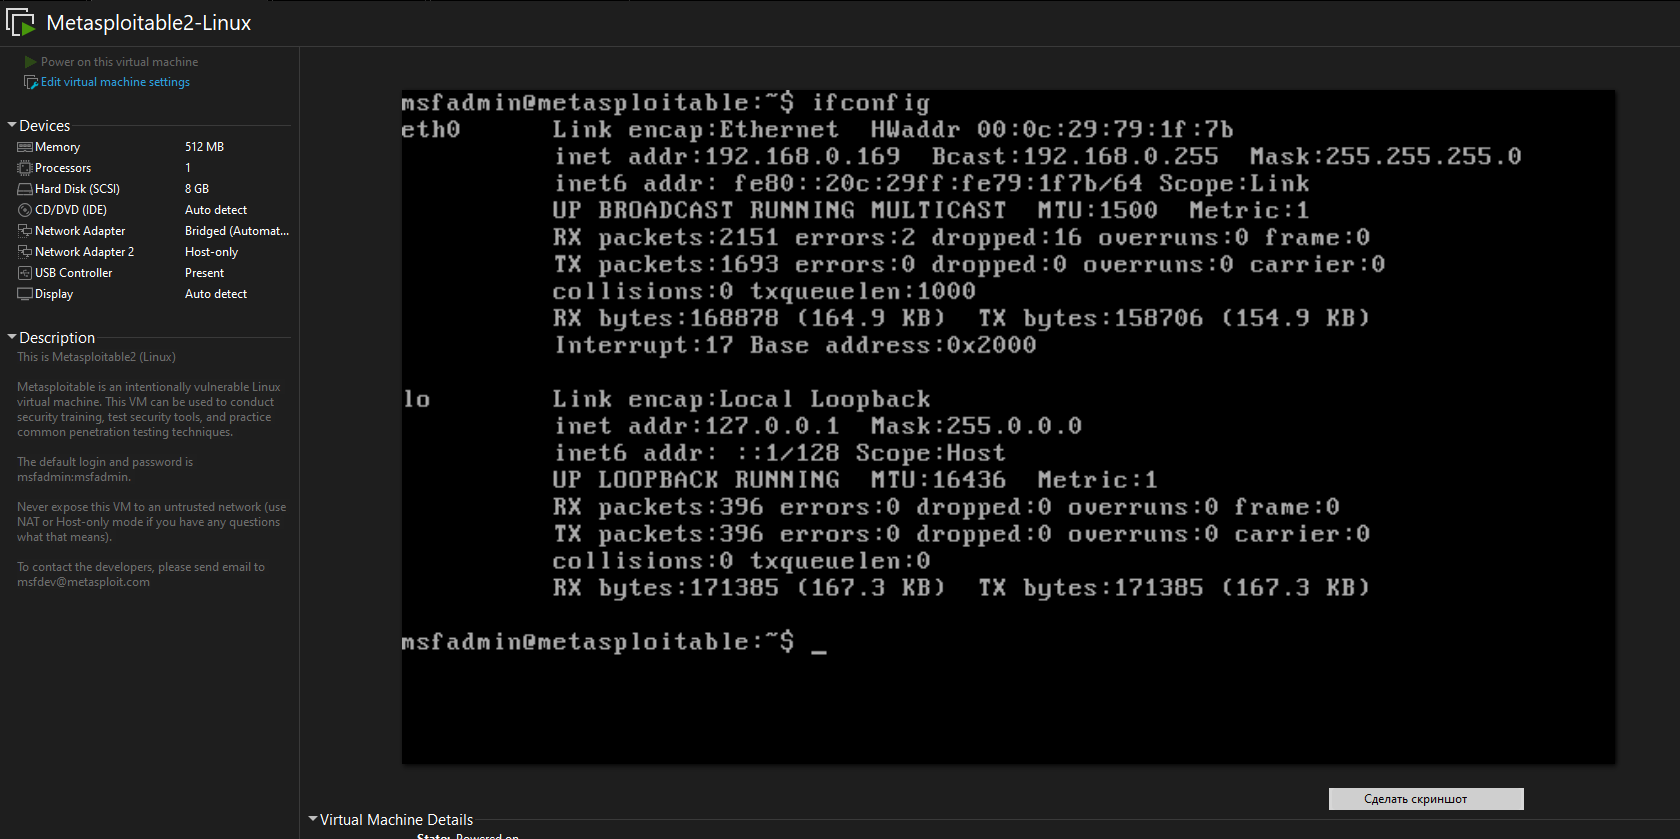 Metasploitable2-Linux
Power on this virtual machine
Edit virtual machine settings
Devices
Memory 512 MB
Processors 1
Hard Disk (SCSI) 8 GB
CD/DVD (IDE) Auto detect
Network Adapter Bridged (Automat...
Network Adapter 2 Host-only
USB Controller Present
Display Auto detect
Description
This is Metasploitable2 (Linux)
Metasploitable is an intentionally vulnerable Linux
virtual machine. This VM can be used to conduct
security training, test security tools, and practice
common penetration testing techniques.
The default login and password is
msfadmin:msfadmin.
Never expose this VM to an untrusted network (use
NAT or Host-only mode if you have any questions
what that means).
To contact the developers, please send email to
msfdev@metasploit.com
msfadmin@metasploitable:~$ ifconfig
eth0 Link encap:Ethernet HWaddr 00:0c:29:79:1f:7b
inet addr:192.168.0.169 Bcast:192.168.0.255 Mask:255.255.255.0
inet6 addr: fe80::20c:29ff:fe79:1f7b/64 Scope:Link
UP BROADCAST RUNNING MULTICAST MTU:1500 Metric:1
RX packets:2151 errors:2 dropped:16 overruns:0 frame:0
TX packets:1693 errors:0 dropped:0 overruns:0 carrier:0
collisions:0 txqueuelen:1000
RX bytes:168878 (164.9 KB) TX bytes:158706 (154.9 KB)
Interrupt:17 Base address:0x2000
lo Link encap:Local Loopback
inet addr:127.0.0.1 Mask:255.0.0.0
inet6 addr: ::1/128 Scope:Host
UP LOOPBACK RUNNING MTU:16436 Metric:1
RX packets:396 errors:0 dropped:0 overruns:0 frame:0
TX packets:396 errors:0 dropped:0 overruns:0 carrier:0
collisions:0 txqueuelen:0
RX bytes:171385 (167.3 KB) TX bytes:171385 (167.3 KB)
msfadmin@metasploitable:~$ _
Сделать скриншот
Virtual Machine Details
State: Powered on